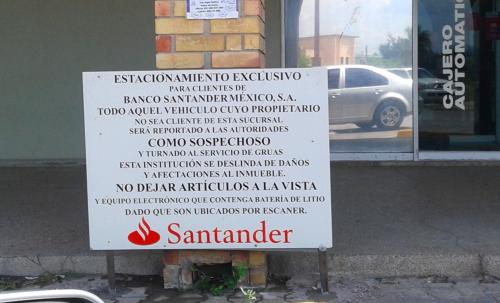 ESTACIONAMIENTO EXCLUSIVO
PARA CLIENTES DE
BANCO SANTANDER MÉXICO, S.A.
TODO AQUEL VEHICULO CUYO PROPIETARIO
NO SEA CLIENTE DE ESTA SUCURSAL
SERÁ REPORTADO A LAS AUTORIDADES
COMO SOSPECHOSO
Y TURNADO AL SERVICIO DE GRUAS
ESTA INSTITUCIÓN SE DESLINDA DE DAÑOS
Y AFECTACIONES AL INMUEBLE.
NO DEJAR ARTÍCULOS A LA VISTA
Y EQUIPO ELECTRÓNICO QUE CONTENGA BATERÍA DE LITIO
DADO QUE SON UBICADOS POR ESCANER.
Santander
CAJERO
AUTOMATIC